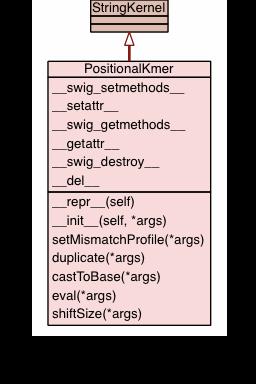 StringKernel
PositionalKmer
__swig_setmethods__
__setattr__
__swig_getmethods__
__getattr__
__swig_destroy__
__del__
__repr__(self)
__init__(self, *args)
setMismatchProfile(*args)
duplicate(*args)
castToBase(*args)
eval(*args)
shiftSize(*args)